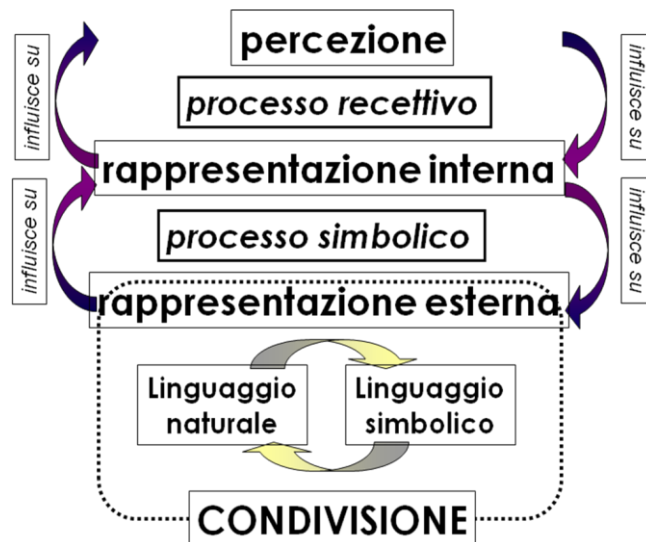 percezione
influisce su
influisce su
processo recettivo
rappresentazione interna
influisce su
influisce su
processo simbolico
rappresentazione esterna
Linguaggio
naturale
Linguaggio
simbolico
CONDIVISIONE